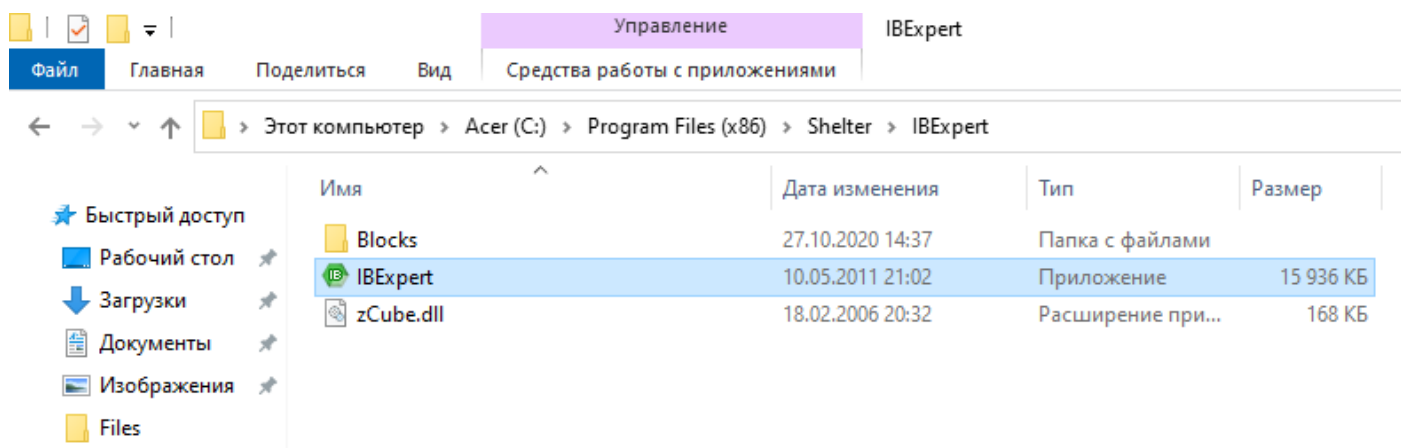 Управление IBExpert
Файл Главная Поделиться Вид Средства работы с приложениями
Этот компьютер > Acer (C:) > Program Files (x86) > Shelter > IBExpert
Имя Дата изменения Тип Размер
Быстрый доступ
Blocks 27.10.2020 14:37 Папка с файлами
Рабочий стол
IBExpert 10.05.2011 21:02 Приложение 15 936 КБ
Загрузки
zCube.dll 18.02.2006 20:32 Расширение при... 168 КБ
Документы
Изображения
Files